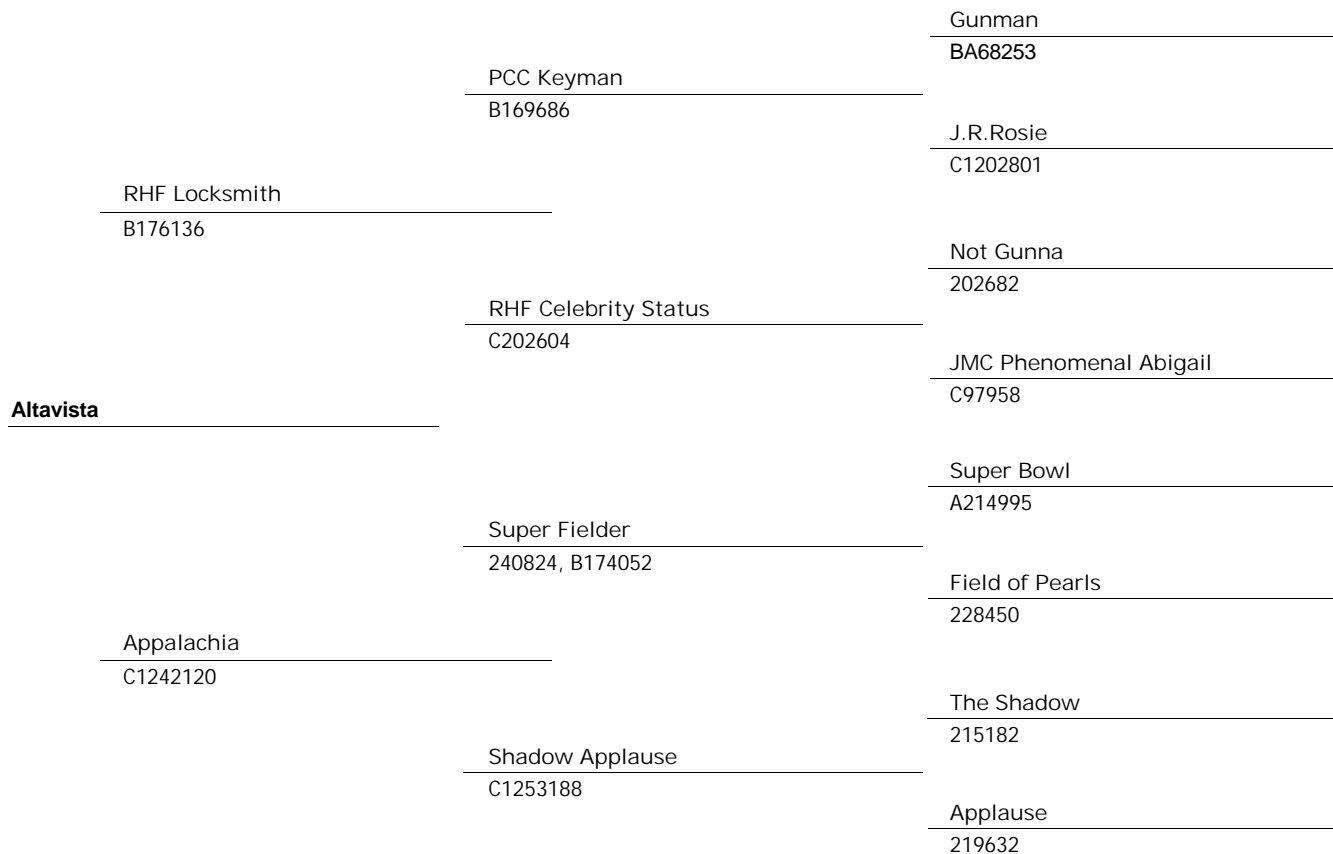 Gunman
BA68253
PCC Keyman
B169686
J.R.Rosie
C1202801
RHF Locksmith
B176136
Not Gunna
202682
RHF Celebrity Status
C202604
JMC Phenomenal Abigail
C97958
Altavista
Super Bowl
A214995
Super Fielder
240824, B174052
Field of Pearls
228450
Appalachia
C1242120
The Shadow
215182
Shadow Applause
C1253188
Applause
219632